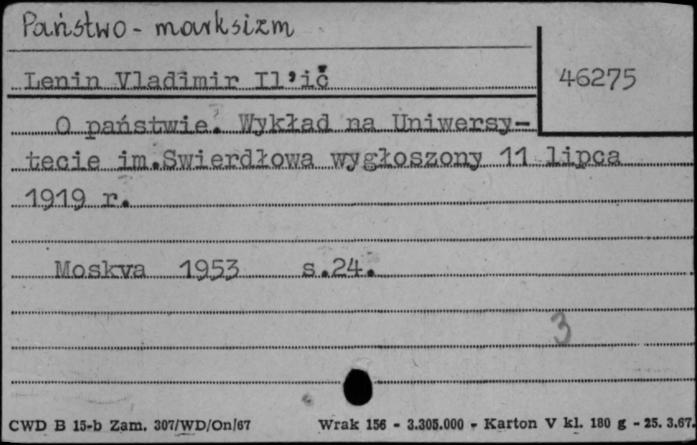 Państwo - marksizm
Lenin Vladimir Il'ič
46275
O państwie. Wykład na Uniwersy-
tecie im.Swierdłowa wygłoszony 11 lipca
1919 r.
Moskva 1953 s.24.
3
CWD B 15-b Zam. 307/WD/On/67 Wrak 156 - 3.305.000 - Karton V kl. 180 g - 25. 3.67.